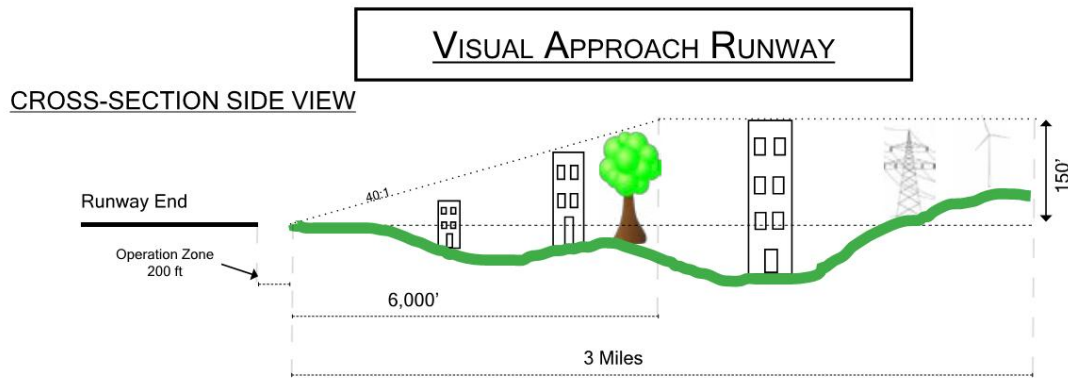 VISUAL APPROACH RUNWAY
CROSS-SECTION SIDE VIEW
40:1
150'
Runway End
Operation Zone
200 ft
6,000'
3 Miles